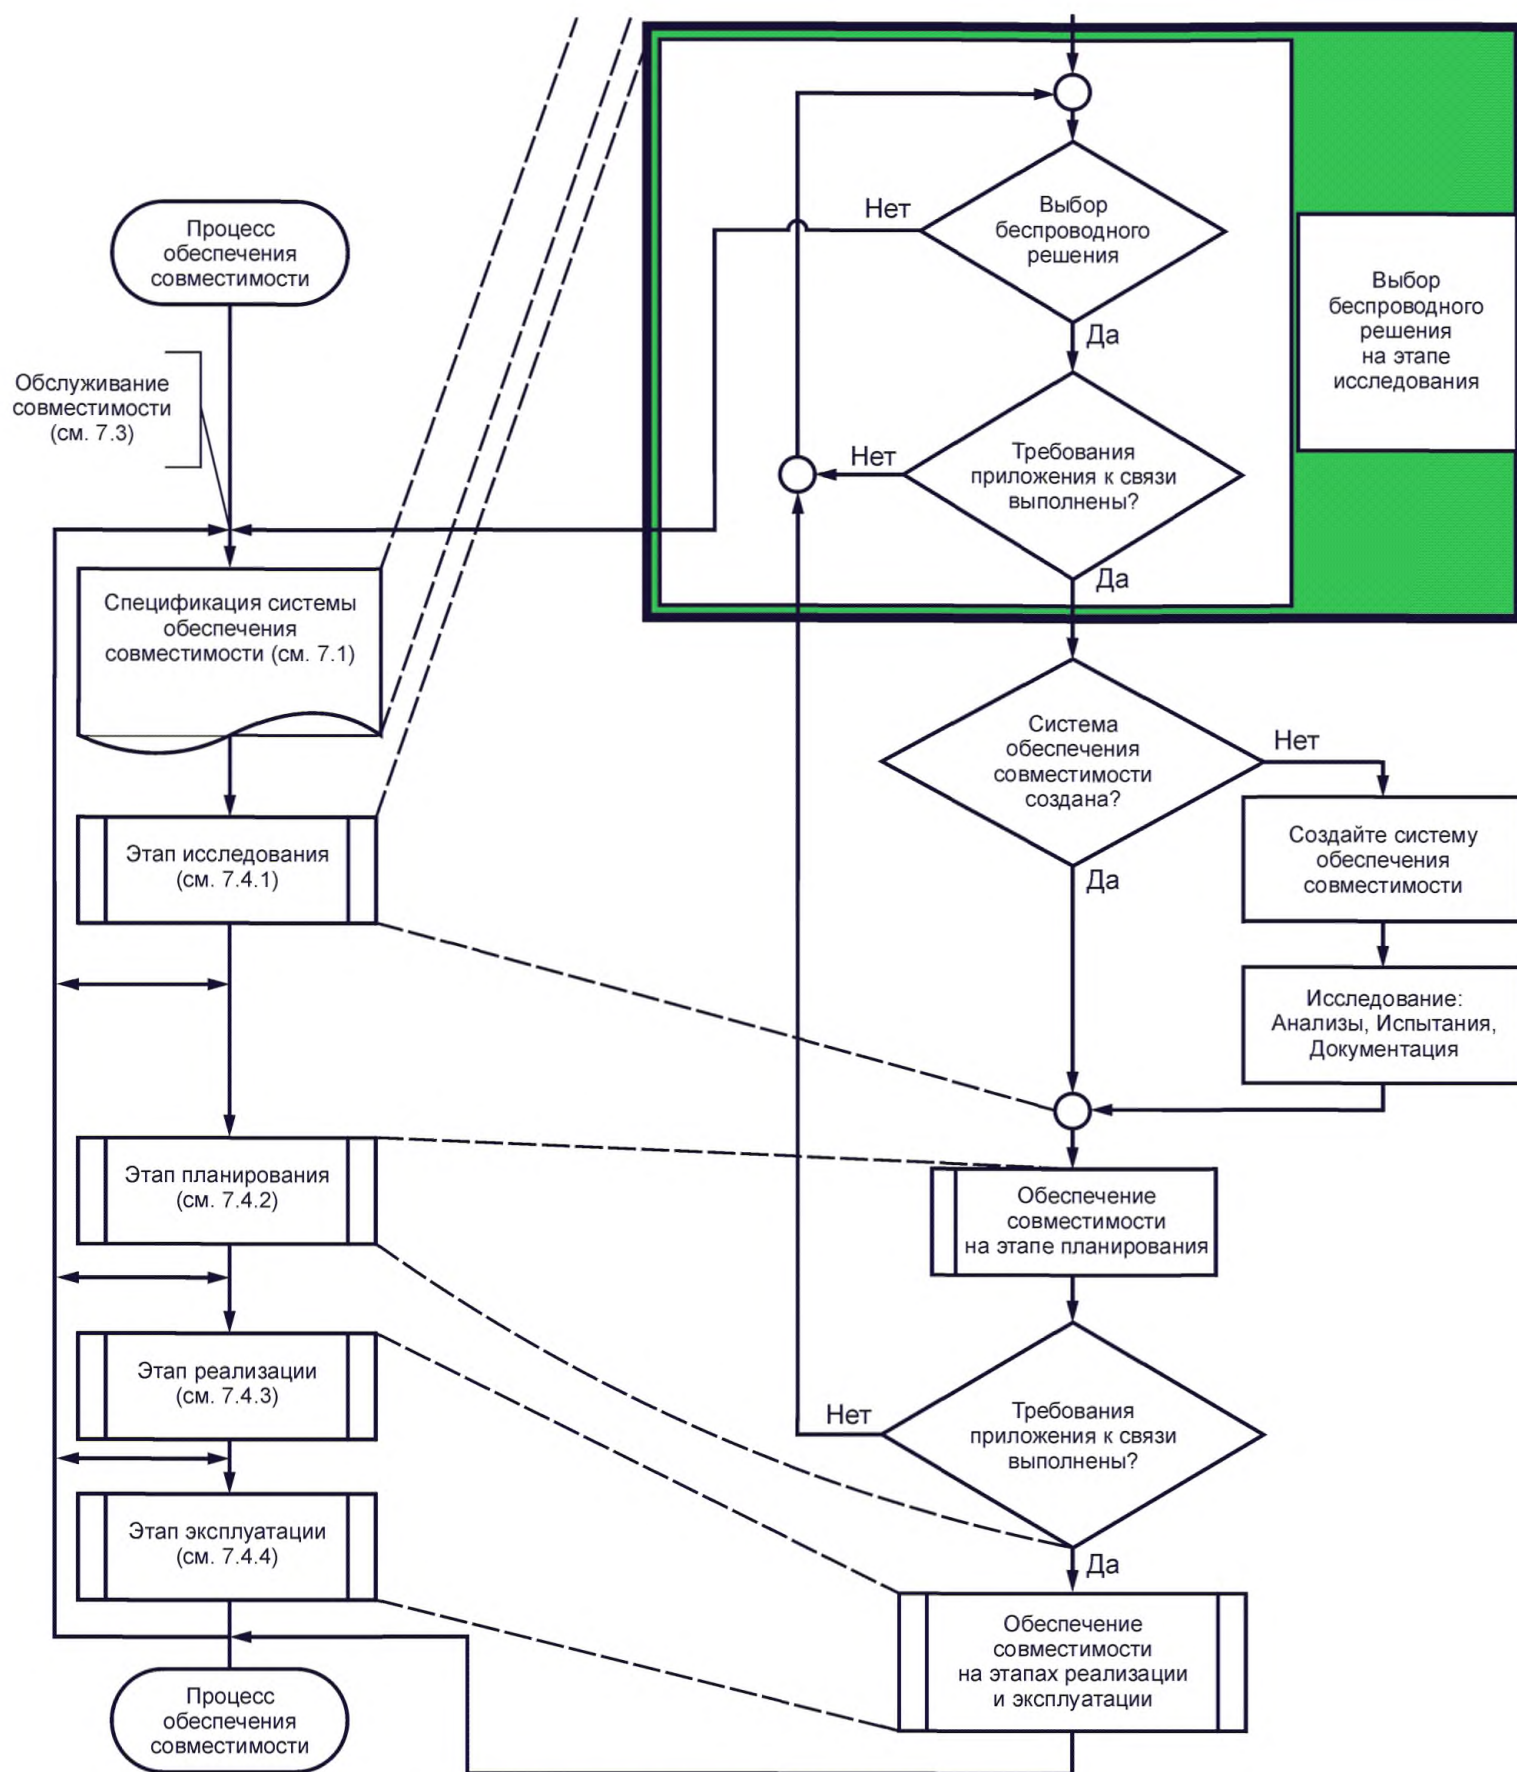 Процесс
обеспечения
совместимости
Обслуживание
совместимости
(см. 7.3)
Спецификация системы
обеспечения
совместимости (см. 7.1)
Этап исследования
(см. 7.4.1)
Этап планирования
(см. 7.4.2)
Этап реализации
(см. 7.4.3)
Этап эксплуатации
(см. 7.4.4)
Процесс
обеспечения
совместимости
Нет
Выбор
беспроводного
решения
Да
Нет
Требования
приложения к связи
выполнены?
Да
Выбор
беспроводного
решения
на этапе
исследования
Система
обеспечения
совместимости
создана?
Нет
Да
Создайте систему
обеспечения
совместимости
Исследование:
Анализы, Испытания,
Документация
Обеспечение
совместимости
на этапе планирования
Нет
Требования
приложения к связи
выполнены?
Да
Обеспечение
совместимости
на этапах реализации
и эксплуатации